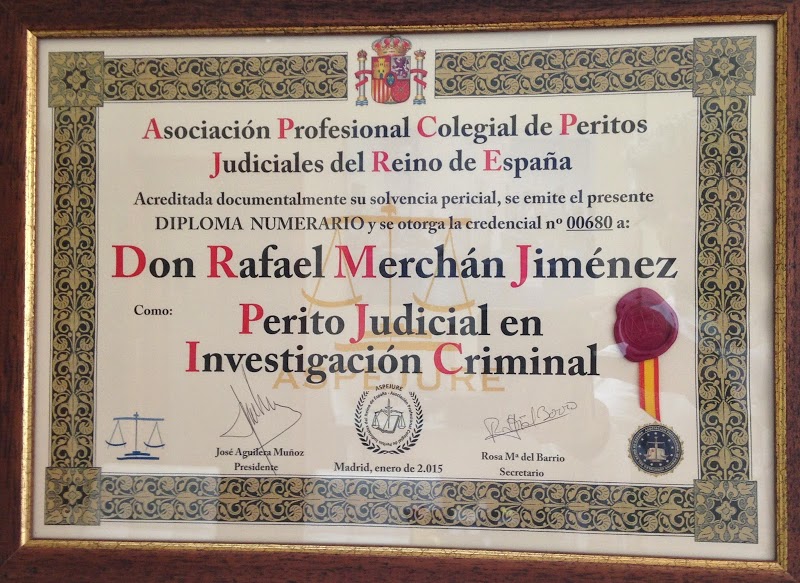 Asociación Profesional Colegial de Peritos
Judiciales del Reino de España
Acreditada documentalmente su solvencia pericial, se emite el presente
DIPLOMA NUMERARIO y se otorga la credencial nº 00680 a:
Don Rafael Merchán Jiménez
Como:
Perito Judicial en
Investigación Criminal
ASPEJURE
ASPEJURE
José Aguilera Muñoz
Presidente
Madrid, enero de 2.015
Rosa Mª del Barrio
Secretario